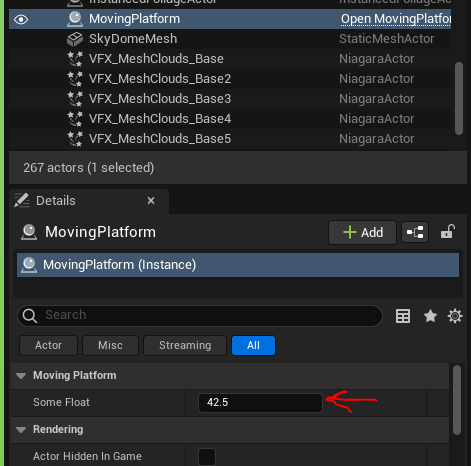 InstancedFoliageActor InstancedFoliageAc
MovingPlatform Open MovingPlatfo
SkyDomeMesh StaticMeshActor
VFX_MeshClouds_Base NiagaraActor
VFX_MeshClouds_Base2 NiagaraActor
VFX_MeshClouds_Base3 NiagaraActor
VFX_MeshClouds_Base4 NiagaraActor
VFX_MeshClouds_Base5 NiagaraActor
267 actors (1 selected)
Details
MovingPlatform Add
MovingPlatform (Instance)
Search
Actor Misc Streaming All
Moving Platform
Some Float 42.5
Rendering
Actor Hidden In Game